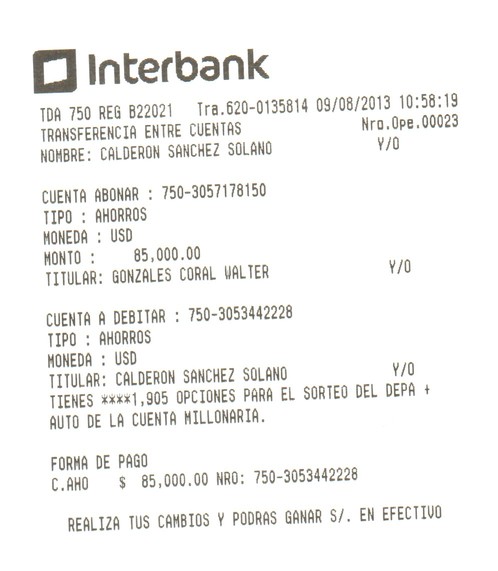 Interbank
TDA 750 REG B22021 Tra.620-0135814 09/08/2013 10:58:19
TRANSFERENCIA ENTRE CUENTAS Nro.Ope.00023
NOMBRE: CALDERON SANCHEZ SOLANO Y/O
CUENTA ABONAR : 750-3057178150
TIPO : AHORROS
MONEDA : USD
MONTO : 85,000.00
TITULAR: GONZALES CORAL WALTER Y/O
CUENTA A DEBITAR : 750-3053442228
TIPO : AHORROS
MONEDA : USD
TITULAR: CALDERON SANCHEZ SOLANO Y/O
TIENES ****1,905 OPCIONES PARA EL SORTEO DEL DEPA +
AUTO DE LA CUENTA MILLONARIA.
FORMA DE PAGO
C.AHO $ 85,000.00 NRO: 750-3053442228
REALIZA TUS CAMBIOS Y PODRAS GANAR S/. EN EFECTIVO